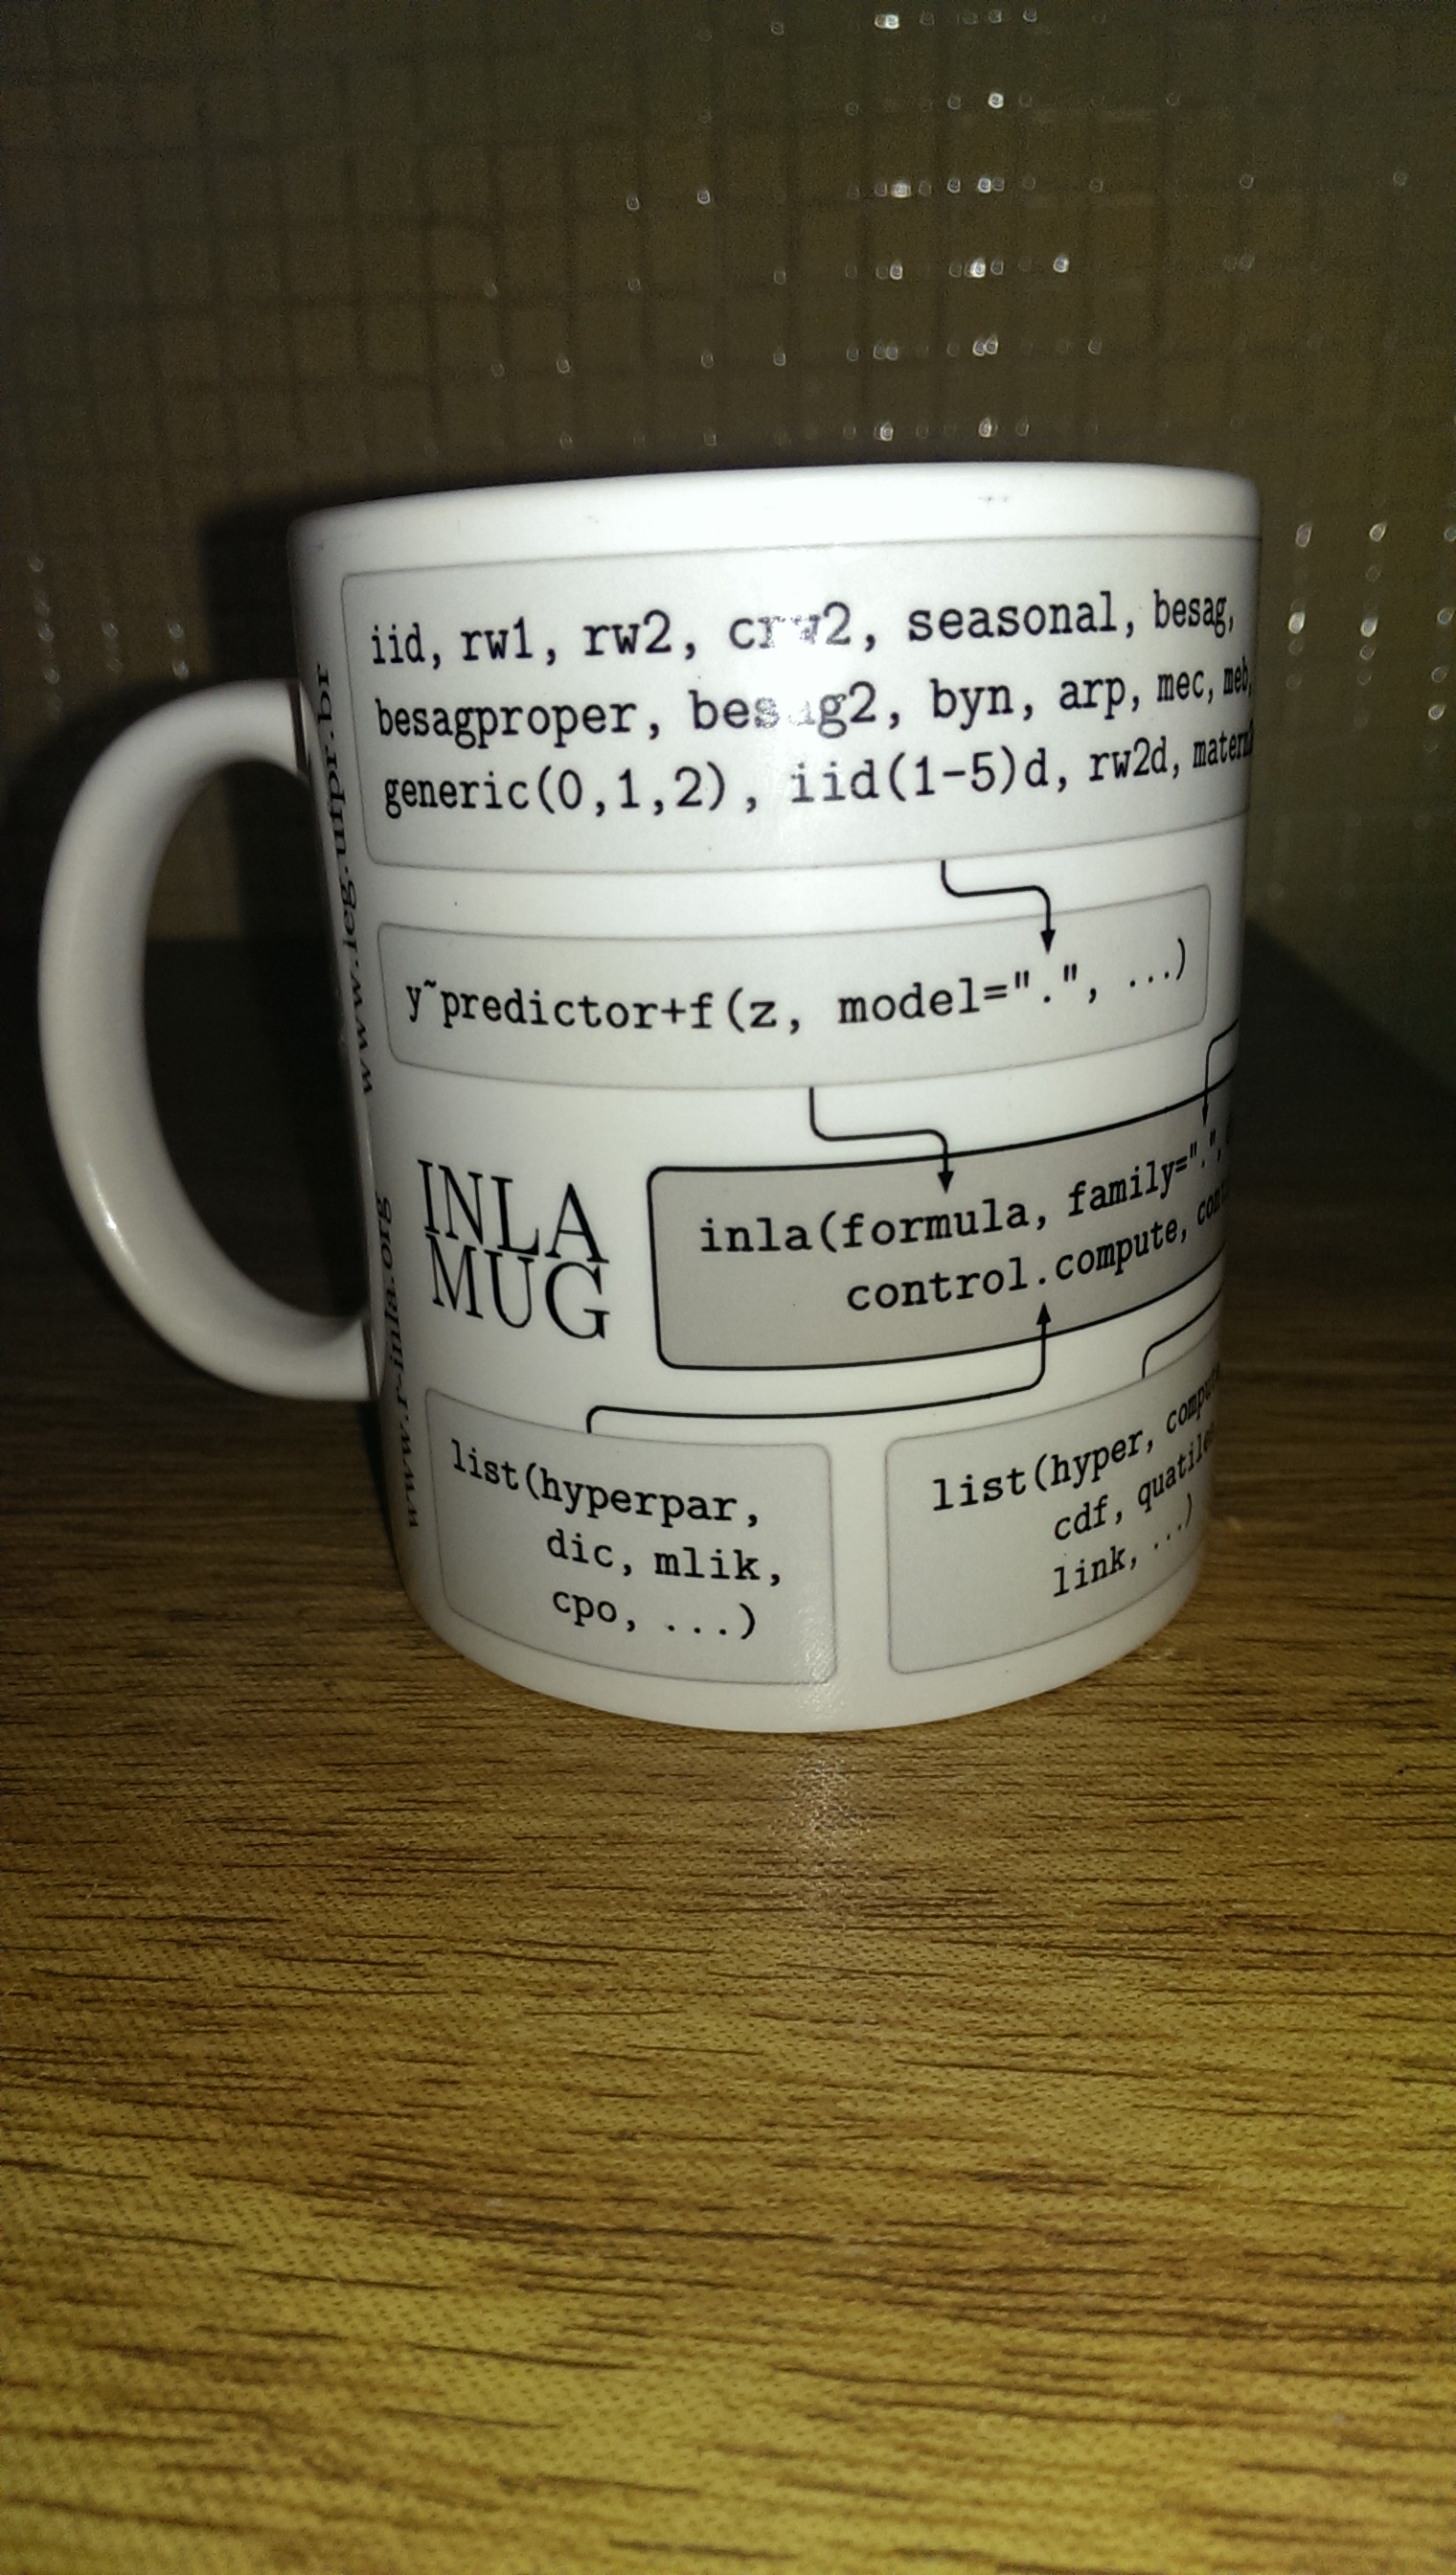 iid, rw1, rw2, crw2, seasonal, besag,
besagproper, besag2, byn, arp, mec, meb,
generic(0,1,2), iid(1-5)d, rw2d,
y~predictor+f(z, model=".", ...)
inla(formula, family=".",
control.compute,
INLA
MUG
list(hyperpar,
dic, mlik,
cpo, ...)
list(hyper,
cdf,
link, ...)
www.leg.ufpr.br
www.r-inla.org